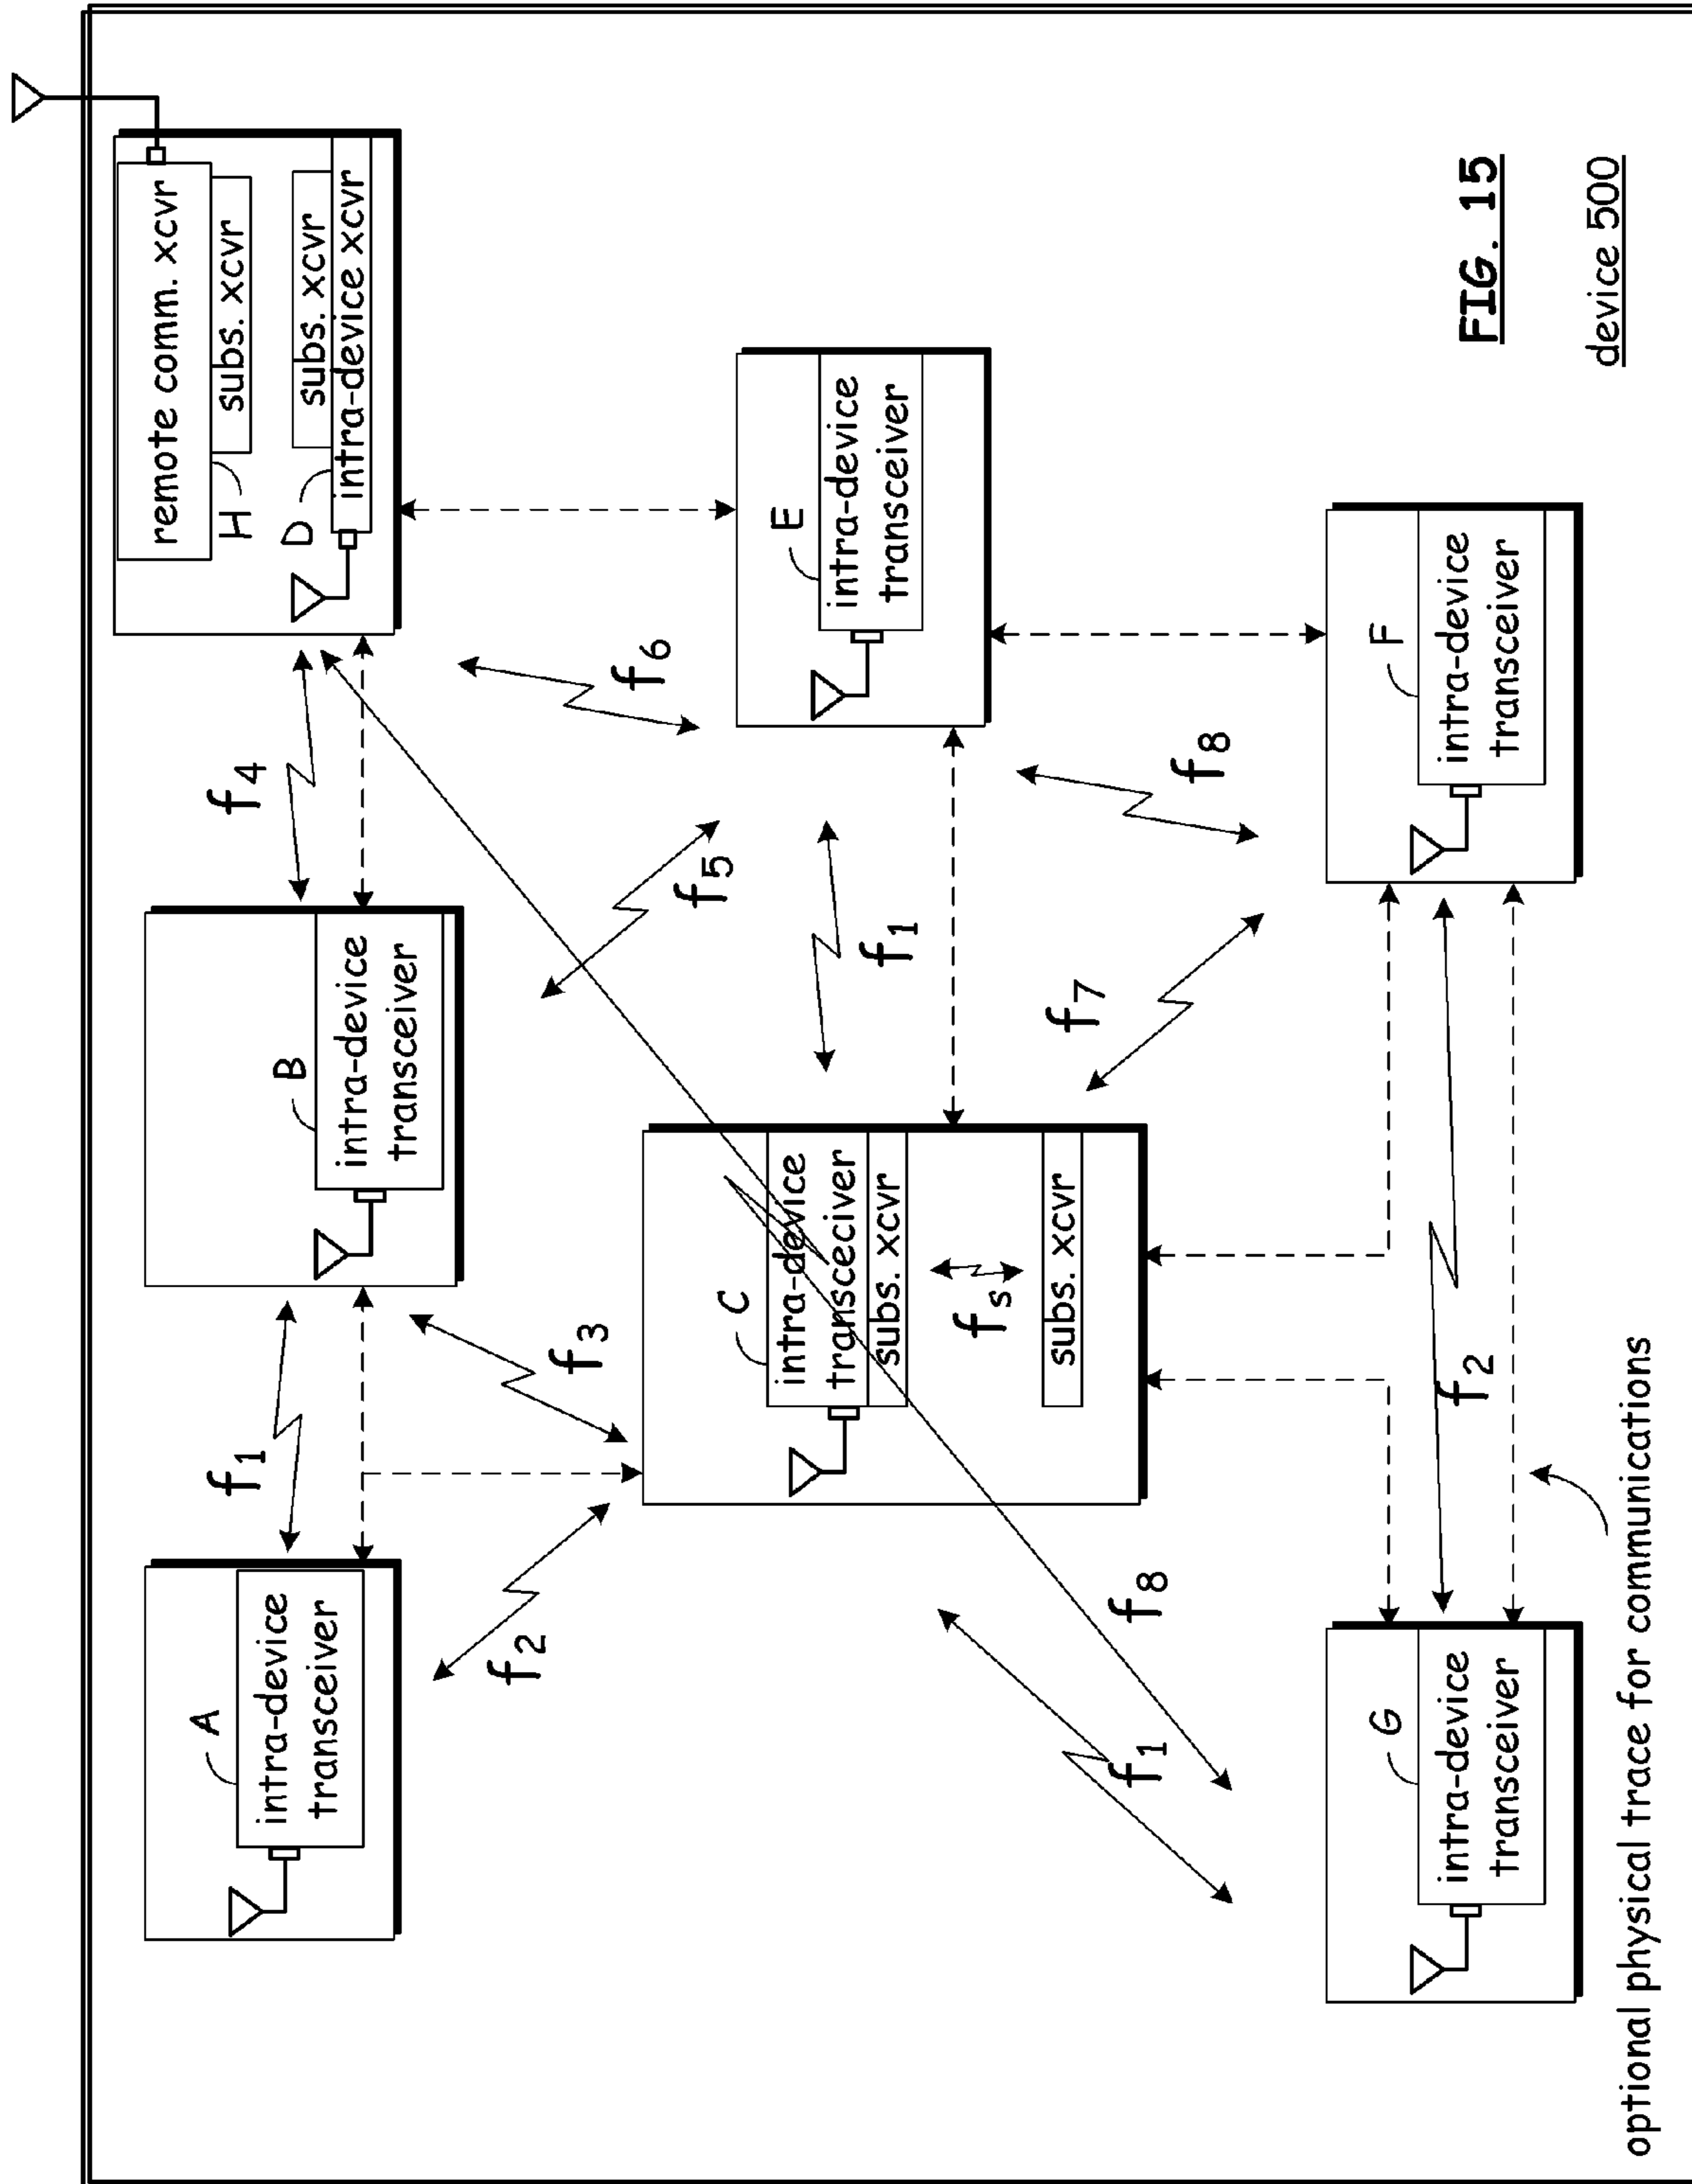 remote comm. xcvr
subs. xcvr
H
D
subs. xcvr
intra-device xcvr
f4
B
intra-device
transceiver
f1
A
intra-device
transceiver
f6
E
intra-device
transceiver
f5
f3
f2
f1
C
intra-device
transceciver
subs. xcvr
fs
subs. xcvr
f8
f7
f8
f1
F
intra-device
transceiver
f2
G
intra-device
transceiver
optional physical trace for communications
FIG. 15
device 500